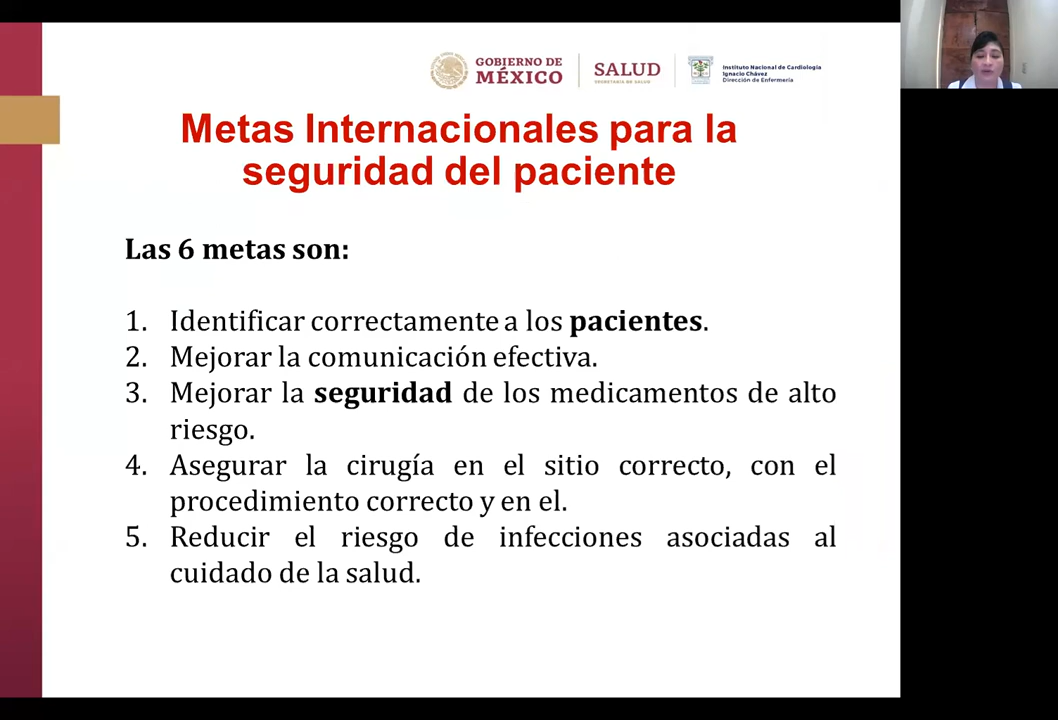 GOBIERNO DE
MÉXICO
SALUD
SECRETARÍA DE SALUD
Instituto Nacional de Cardiología
Ignacio Chávez
Dirección de Enfermería
Metas Internacionales para la
seguridad del paciente
Las 6 metas son:
1. Identificar correctamente a los pacientes.
2. Mejorar la comunicación efectiva.
3. Mejorar la seguridad de los medicamentos de alto
riesgo.
4. Asegurar la cirugía en el sitio correcto, con el
procedimiento correcto y en el.
5. Reducir el riesgo de infecciones asociadas al
cuidado de la salud.